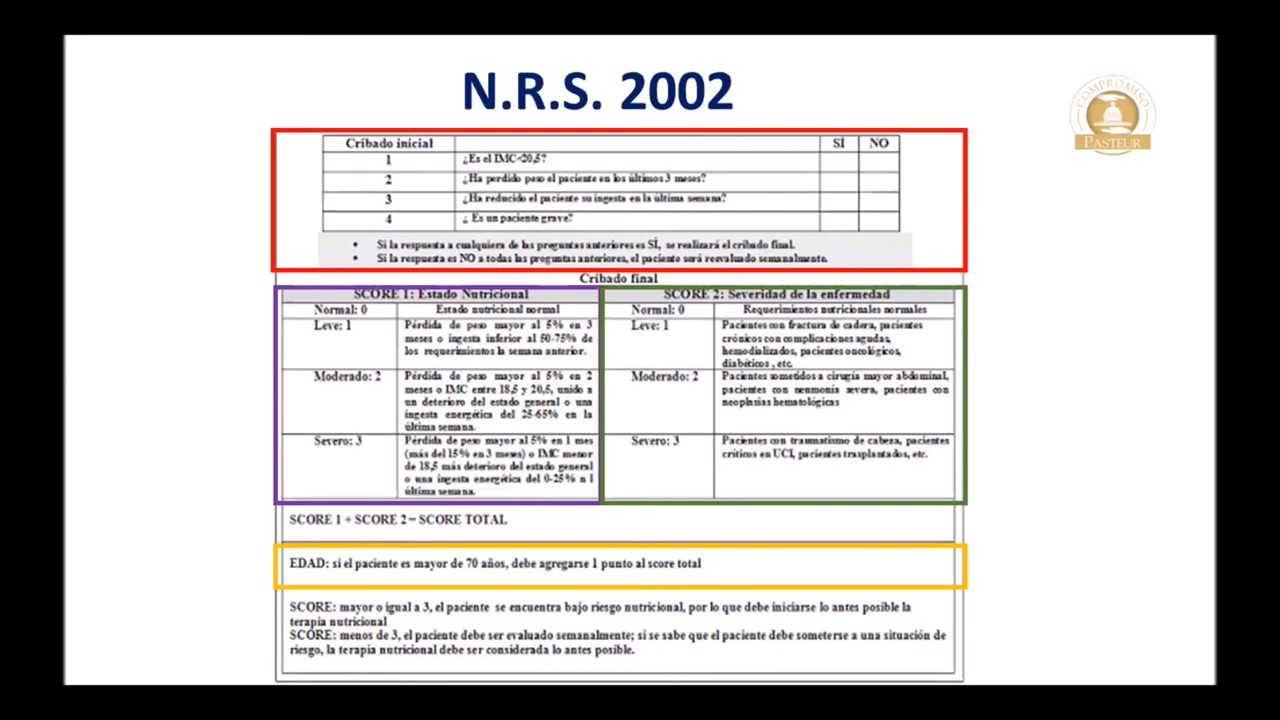 N.R.S. 2002
COMPROMISO
PASTEUR
Cribado inicial SÍ NO
1 ¿Es el IMC<20,5?
2 ¿Ha perdido peso el paciente en los últimos 3 meses?
3 ¿Ha reducido el paciente su ingesta en la última semana?
4 ¿ Es un paciente grave?
• Si la respuesta a cualquiera de las preguntas anteriores es SÍ, se realizará el cribado final.
• Si la respuesta es NO a todas las preguntas anteriores, el paciente será reevaluado semanalmente.
Cribado final
SCORE 1: Estado Nutricional
Normal: 0 Estado nutricional normal
Leve: 1 Pérdida de peso mayor al 5% en 3
meses o ingesta inferior al 50-75% de
los requerimientos la semana anterior.
Moderado: 2 Pérdida de peso mayor al 5% en 2
meses o IMC entre 18,5 y 20,5, unido a
un deterioro del estado general o una
ingesta energética del 25-65% en la
última semana.
Severo: 3 Pérdida de peso mayor al 5% en 1 mes
(más del 15% en 3 meses) o IMC menor
de 18,5 más deterioro del estado general
o una ingesta energética del 0-25% n l
última semana.
SCORE 2: Severidad de la enfermedad
Normal: 0 Requerimientos nutricionales normales
Leve: 1 Pacientes con fractura de cadera, pacientes
crónicos con complicaciones agudas,
hemodializados, pacientes oncológicos,
diabéticos , etc.
Moderado: 2 Pacientes sometidos a cirugía mayor abdominal,
pacientes con neumonía severa, pacientes con
neoplasias hematológicas
Severo: 3 Pacientes con traumatismo de cabeza, pacientes
críticos en UCI, pacientes trasplantados, etc.
SCORE 1 + SCORE 2 = SCORE TOTAL
EDAD: si el paciente es mayor de 70 años, debe agregarse 1 punto al score total
SCORE: mayor o igual a 3, el paciente se encuentra bajo riesgo nutricional, por lo que debe iniciarse lo antes posible la
terapia nutricional
SCORE: menos de 3, el paciente debe ser evaluado semanalmente; si se sabe que el paciente debe someterse a una situación de
riesgo, la terapia nutricional debe ser considerada lo antes posible.